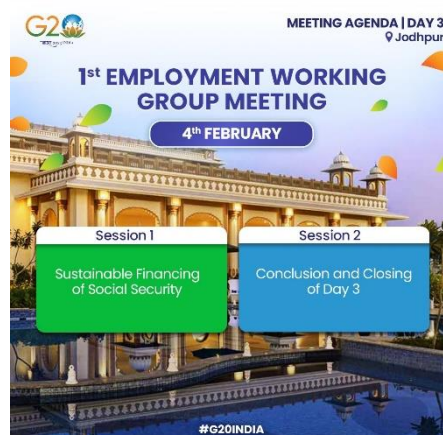 G20
MEETING AGENDA | DAY 3
Jodhpur
1st EMPLOYMENT WORKING
GROUP MEETING
4th FEBRUARY
Session 1
Sustainable Financing
of Social Security
Session 2
Conclusion and Closing
of Day 3
#G20INDIA